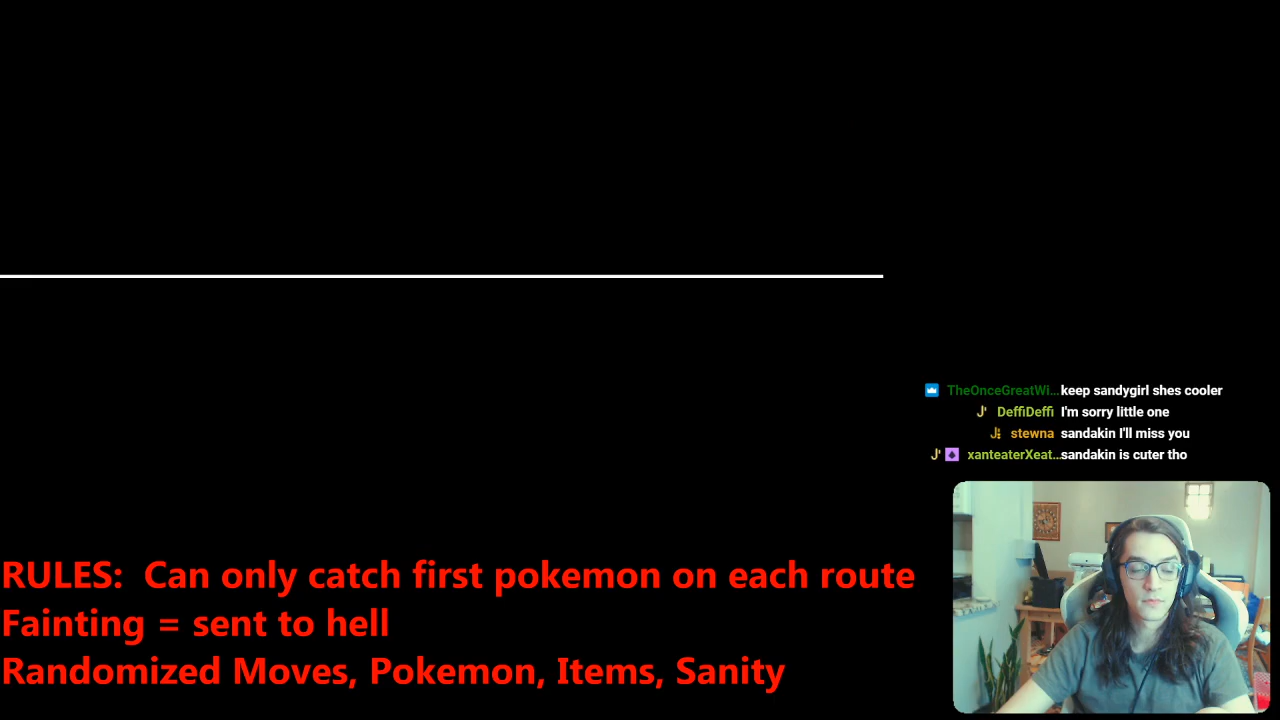 TheOnceGreatWi... keep sandygirl shes cooler
DeffiDeffi I'm sorry little one
stewna sandakin I'll miss you
xanteaterXeat... sandakin is cuter tho
RULES:  Can only catch first pokemon on each route
Fainting = sent to hell
Randomized Moves, Pokemon, Items, Sanity